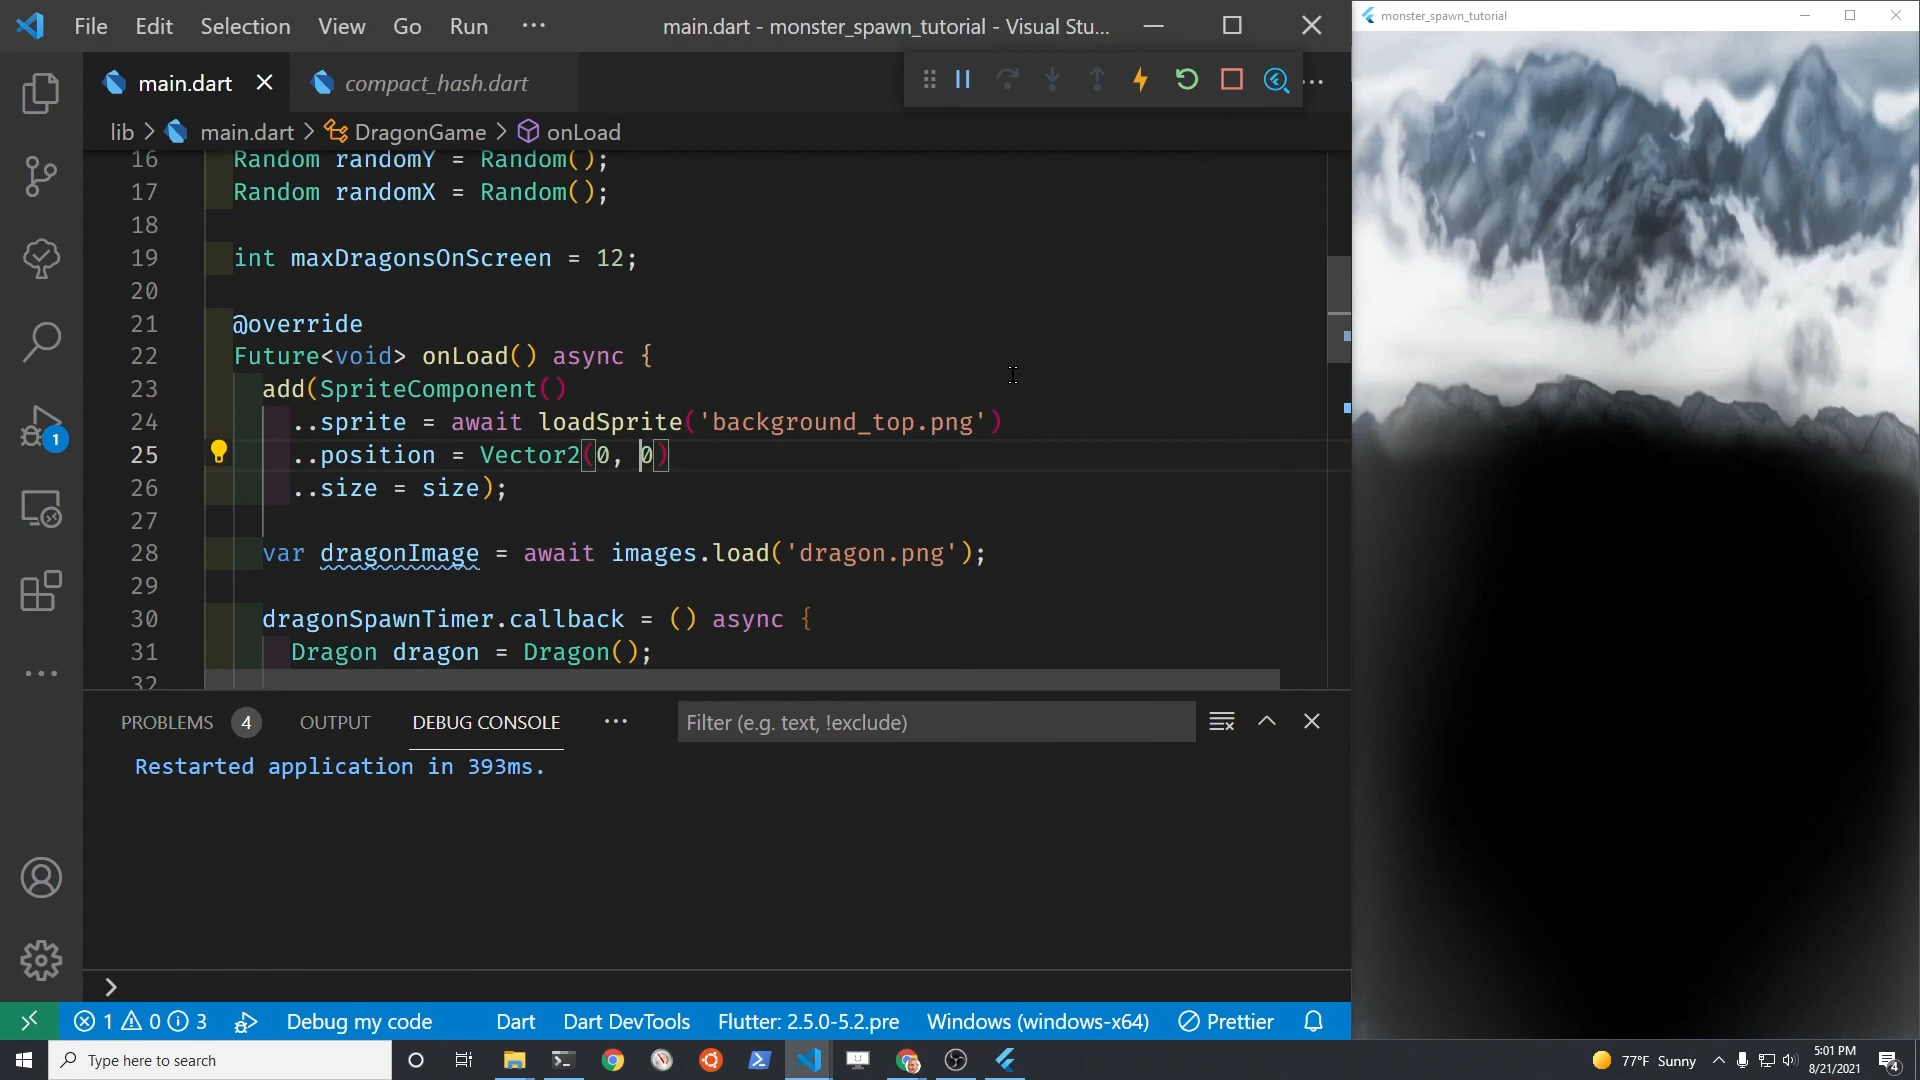 File Edit Selection View Go Run ··· main.dart - monster_spawn_tutorial - Visual Stu...
monster_spawn_tutorial
main.dart compact_hash.dart
lib > main.dart > DragonGame > onLoad
16 Random randomY = Random();
17 Random randomX = Random();
18
19 int maxDragonsOnScreen = 12;
20
21 @override
22 Future<void> onLoad() async {
23 add(SpriteComponent()
24 ..sprite = await loadSprite('background_top.png')
25 ..position = Vector2(0, 0)
26 ..size = size);
27
28 var dragonImage = await images.load('dragon.png');
29
30 dragonSpawnTimer.callback = () async {
31 Dragon dragon = Dragon();
32
1
PROBLEMS 4 OUTPUT DEBUG CONSOLE ··· Filter (e.g. text, !exclude)
Restarted application in 393ms.
>
1 0 3 Debug my code Dart Dart DevTools Flutter: 2.5.0-5.2.pre Windows (windows-x64) Prettier
Type here to search
77°F Sunny
5:01 PM
8/21/2021
4